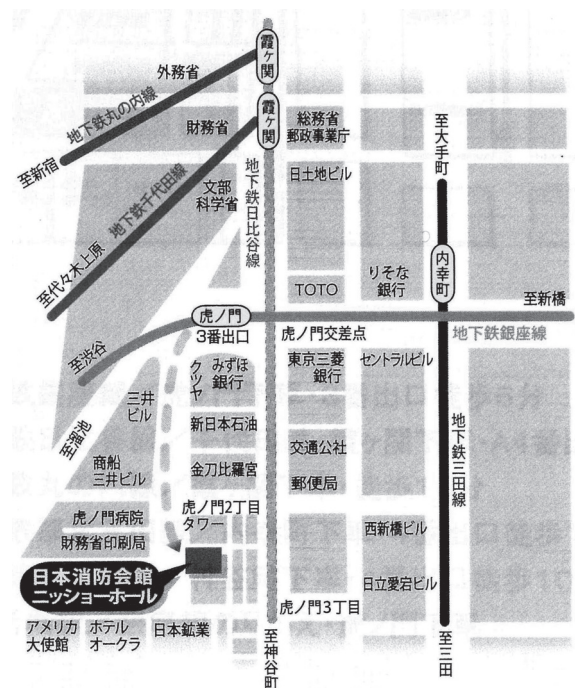 霞ヶ関
外務省
地下鉄丸の内線
霞ヶ関
財務省
総務省
郵政事業庁
至大手町
至新宿
地下鉄千代田線
地下鉄日比谷線
文部
科学省
日土地ビル
内幸町
りそな
銀行
至代々木上原
TOTO
至新橋
虎ノ門
3番出口
虎ノ門交差点
地下鉄銀座線
至渋谷
クツヤ
みずほ
銀行
東京三菱
銀行
セントラルビル
三井
ビル
新日本石油
地下鉄三田線
至溜池
交通公社
商船
三井ビル
金刀比羅宮
郵便局
虎ノ門2丁目
タワー
虎ノ門病院
西新橋ビル
財務省印刷局
日本消防会館
ニッショーホール
日立愛宕ビル
虎ノ門3丁目
アメリカ
大使館
ホテル
オークラ
日本鉱業
至神谷町
至三田